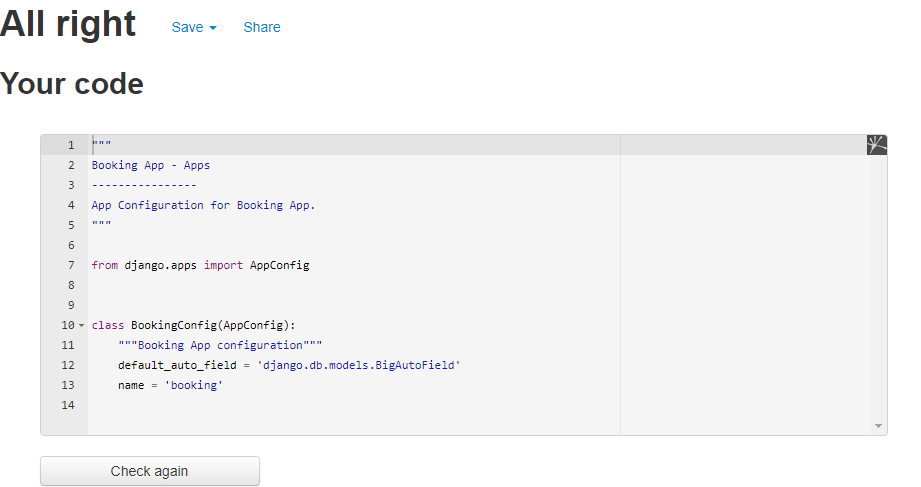 All right Save Share
Your code
1 """
2 Booking App - Apps
3 ----------------
4 App Configuration for Booking App.
5 """
6
7 from django.apps import AppConfig
8
9
10 class BookingConfig(AppConfig):
11     """Booking App configuration"""
12     default_auto_field = 'django.db.models.BigAutoField'
13     name = 'booking'
14
Check again